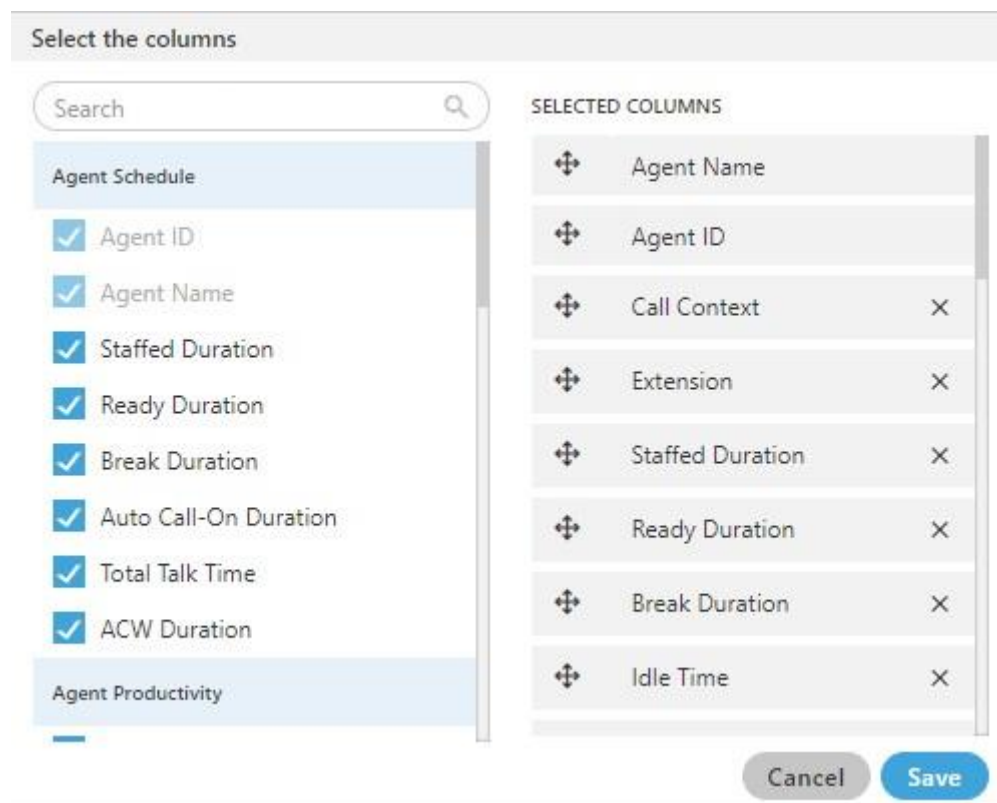 Select the columns
Search
Agent Schedule
Agent ID
Agent Name
Staffed Duration
Ready Duration
Break Duration
Auto Call-On Duration
Total Talk Time
ACW Duration
Agent Productivity
SELECTED COLUMNS
Agent Name
Agent ID
Call Context
Extension
Staffed Duration
Ready Duration
Break Duration
Idle Time
Cancel
Save